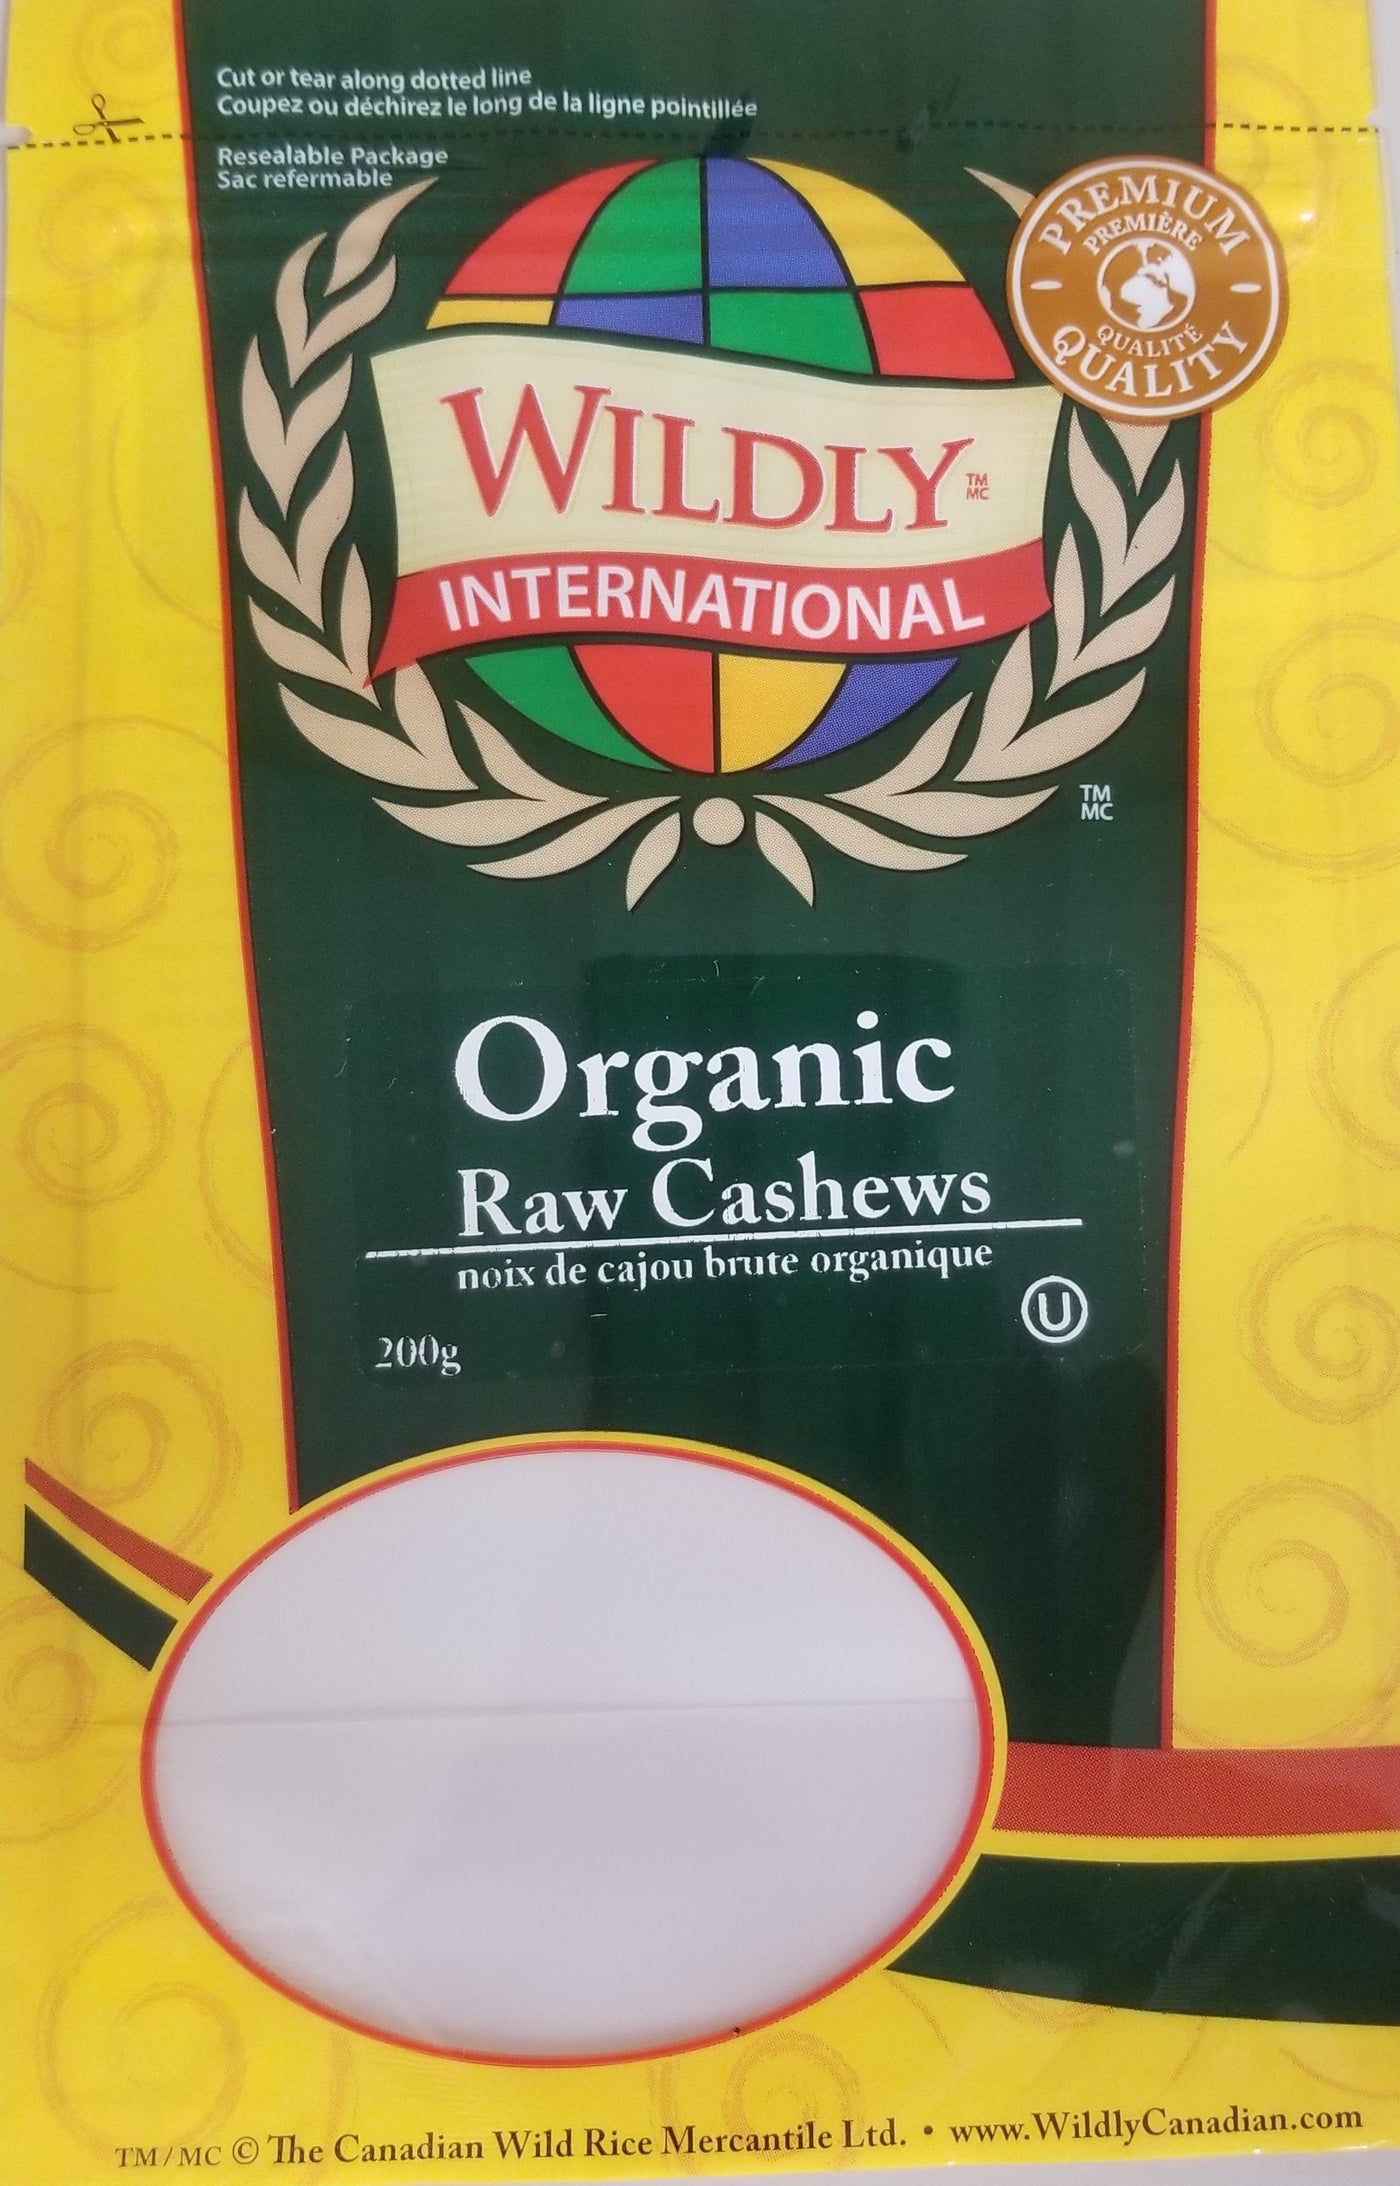 Cut or tear along dotted line
Coupez ou déchirez le long de la ligne pointillée
Resealable Package
Sac refermable
PREMIUM
PREMIÈRE
QUALITÉ
QUALITY
WILDLY TM MC
INTERNATIONAL
TM
MC
Organic
Raw Cashews
noix de cajou brute organique
U
200g
TM/MC © The Canadian Wild Rice Mercantile Ltd. • www.WildlyCanadian.com